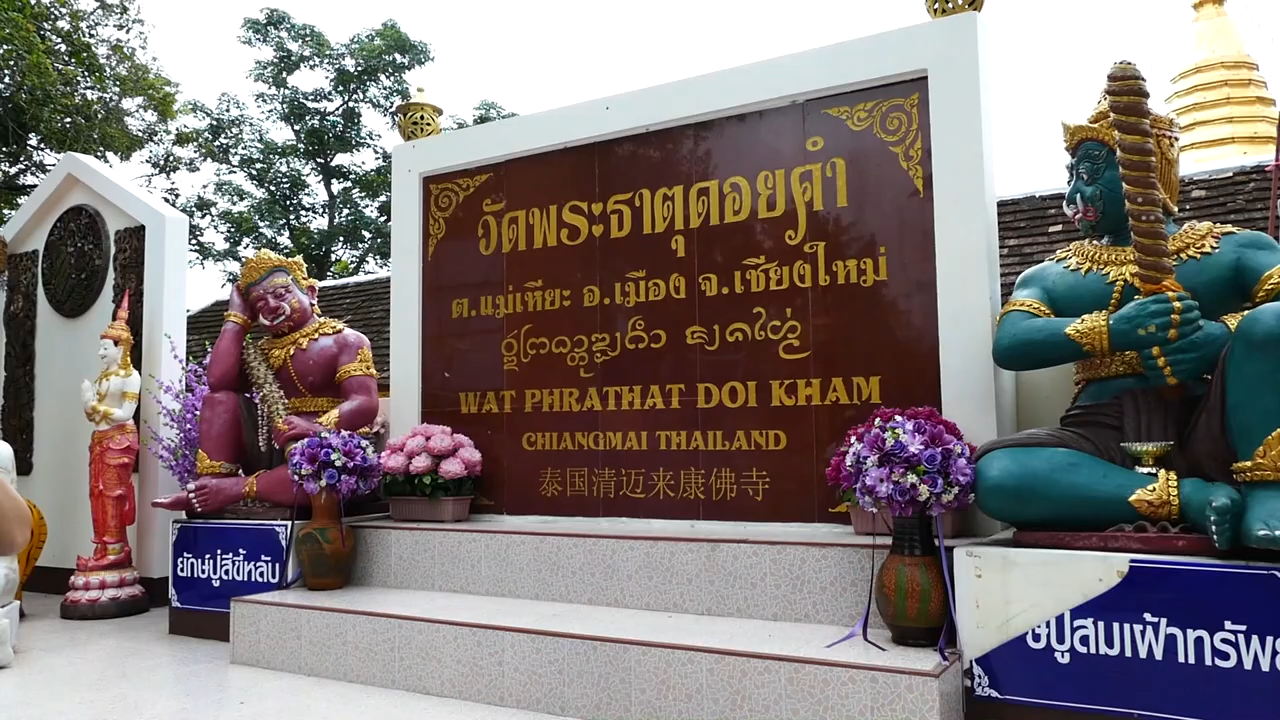 วัดพระธาตุดอยคำ
ต.แม่เหียะ อ.เมือง จ.เชียงใหม่
WAT PHRATHAT DOI KHAM
CHIANGMAI THAILAND
泰国清迈来康佛寺
ยักษ์ปู่สีขี้หลับ
ษ์ปู่สมเฝ้าทรัพย์